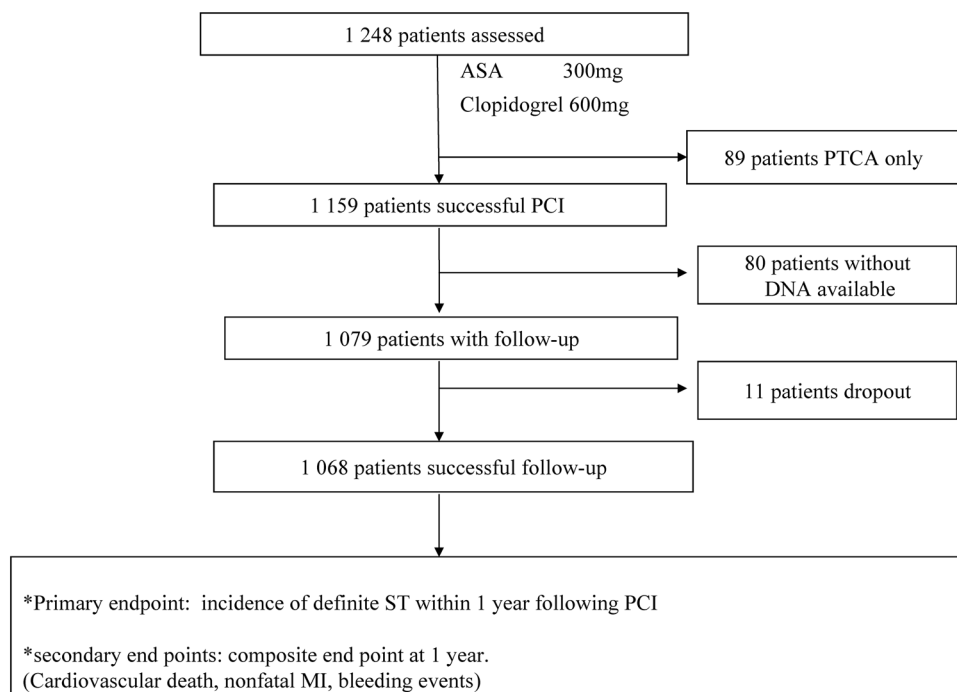 1 248 patients assessed
ASA 300mg
Clopidogrel 600mg
89 patients PTCA only
1 159 patients successful PCI
80 patients without
DNA available
1 079 patients with follow-up
11 patients dropout
1 068 patients successful follow-up
*Primary endpoint: incidence of definite ST within 1 year following PCI
*secondary end points: composite end point at 1 year.
(Cardiovascular death, nonfatal MI, bleeding events)